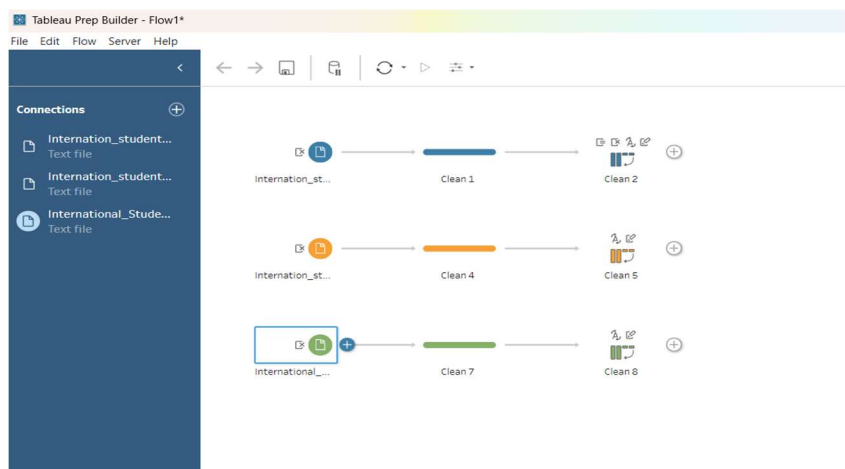 Tableau Prep Builder - Flow1*
File Edit Flow Server Help
Connections
Internation_student...
Text file
Internation_student...
Text file
International_Stude...
Text file
Internation_st...
Clean 1
Clean 2
Internation_st...
Clean 4
Clean 5
International_...
Clean 7
Clean 8